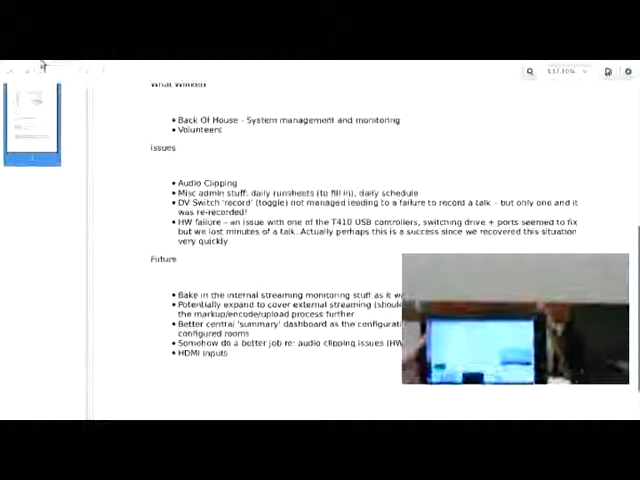 117.10%
What Worked
• Back Of House - System management and monitoring
• Volunteers
Issues
• Audio Clipping
• Misc admin stuff: daily runsheets (to fill in), daily schedule
• DV Switch 'record' (toggle) not managed leading to a failure to record a talk - but only one and it
was re-recorded!
• HW failure - an issue with one of the T410 USB controllers, switching drive + ports seemed to fix
but we lost minutes of a talk. Actually perhaps this is a success since we recovered this situation
very quickly
Future
• Bake in the internal streaming monitoring stuff as it
• Potentially expand to cover external streaming
the markup/encode/upload process further
• Better central 'summary' dashboard as the
configured rooms
• Somehow do a better job re: audio clipping issues (HW
• HDMI inputs